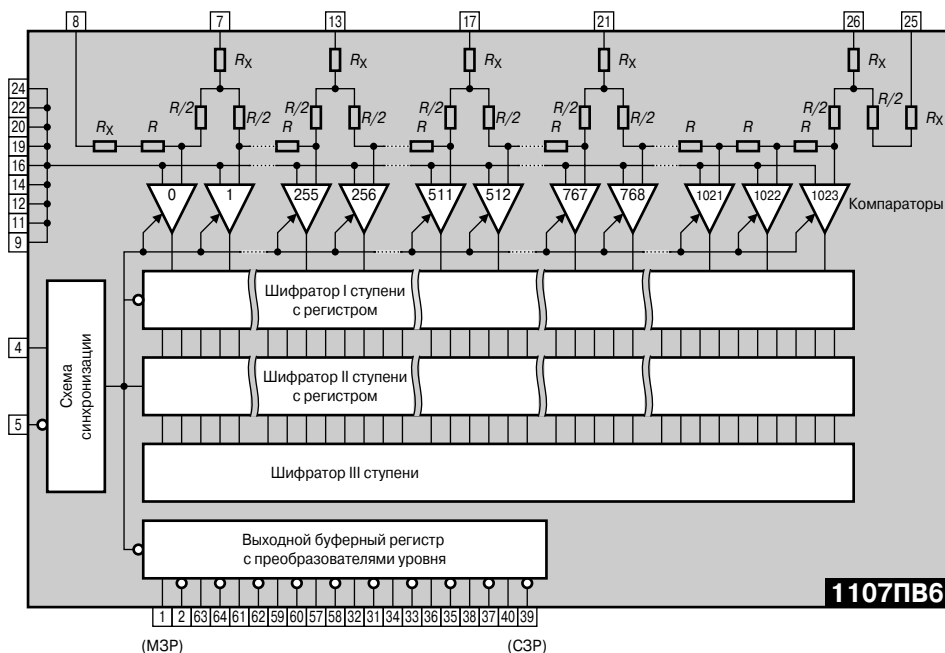 8 7 13 17 21 26 25
Rx Rx Rx Rx Rx
24
22
20
19
16
14
12
11
9
R/2 R/2 R/2 R/2 R/2 R/2 R/2 R/2 R/2
Rx R R R R R R R Rx
0 1 255 256 511 512 767 768 1021 1022 1023
Компараторы
Шифратор I ступени
с регистром
4
5
Схема
синхронизации
Шифратор II ступени
с регистром
Шифратор III ступени
Выходной буферный регистр
с преобразователями уровня
1107ПВ6
1 2 63 64 61 62 59 60 57 58 32 31 34 33 36 35 38 37 40 39
(МЗР) (СЗР)